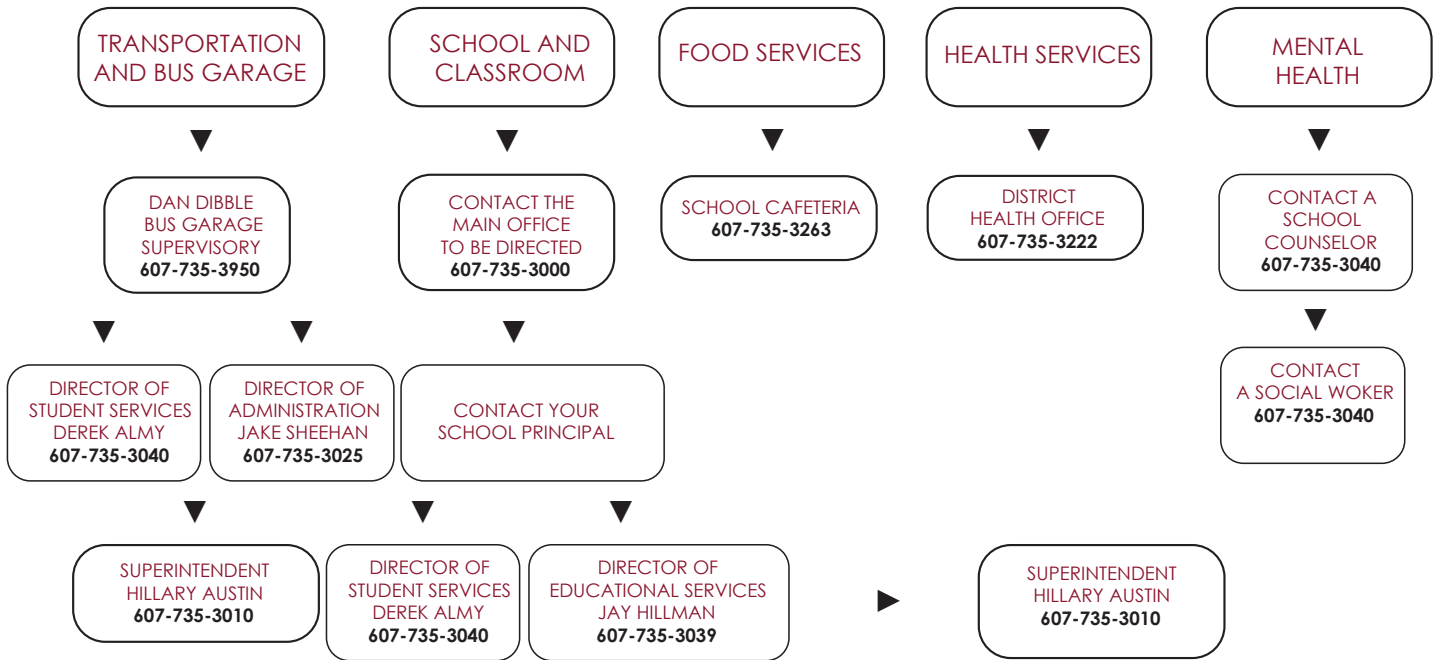 TRANSPORTATION
AND BUS GARAGE
SCHOOL AND
CLASSROOM
FOOD SERVICES
HEALTH SERVICES
MENTAL
HEALTH
DAN DIBBLE
BUS GARAGE
SUPERVISORY
607-735-3950
CONTACT THE
MAIN OFFICE
TO BE DIRECTED
607-735-3000
SCHOOL CAFETERIA
607-735-3263
DISTRICT
HEALTH OFFICE
607-735-3222
CONTACT A
SCHOOL
COUNSELOR
607-735-3040
DIRECTOR OF
STUDENT SERVICES
DEREK ALMY
607-735-3040
DIRECTOR OF
ADMINISTRATION
JAKE SHEEHAN
607-735-3025
CONTACT YOUR
SCHOOL PRINCIPAL
CONTACT
A SOCIAL WOKER
607-735-3040
SUPERINTENDENT
HILLARY AUSTIN
607-735-3010
DIRECTOR OF
STUDENT SERVICES
DEREK ALMY
607-735-3040
DIRECTOR OF
EDUCATIONAL SERVICES
JAY HILLMAN
607-735-3039
SUPERINTENDENT
HILLARY AUSTIN
607-735-3010